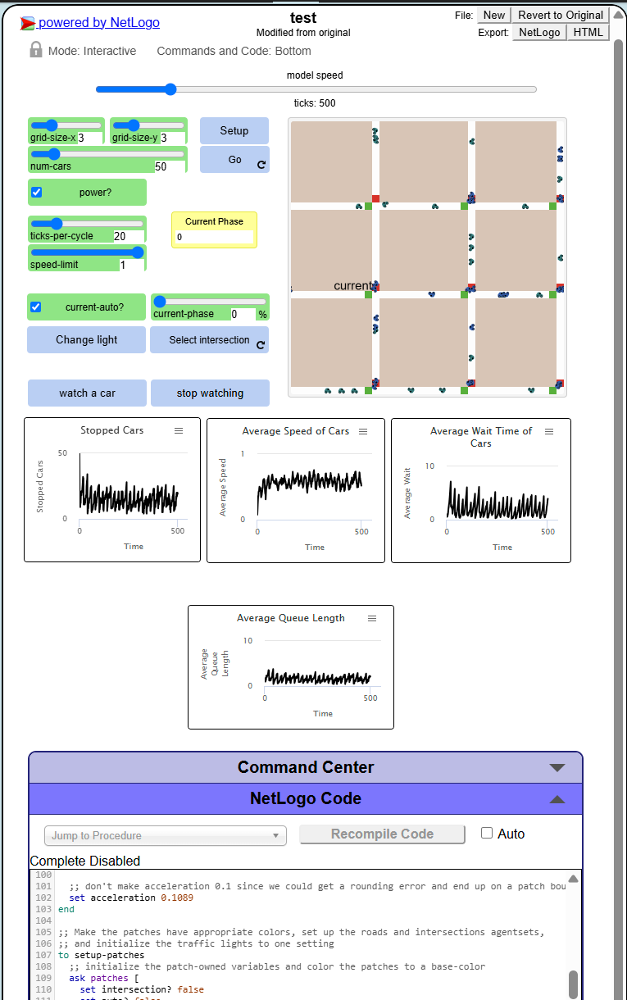 test
File: New Revert to Original
powered by NetLogo
Modified from original
Export: NetLogo HTML
Mode: Interactive Commands and Code: Bottom
model speed
ticks: 500
grid-size-x 3
grid-size-y 3
Setup
num-cars 50
Go
power?
Current Phase
0
ticks-per-cycle 20
speed-limit 1
current
current-auto?
current-phase 0 %
Change light
Select intersection
watch a car
stop watching
Stopped Cars
50
0
Stopped Cars
0 500
Time
Average Speed of Cars
1
0
Average Speed
0 500
Time
Average Wait Time of
Cars
10
0
Average Wait
0 500
Time
Average Queue Length
10
0
Average
Queue
Length
0 500
Time
Command Center
NetLogo Code
Jump to Procedure
Recompile Code
Auto
Complete Disabled
100
101 ;; don't make acceleration 0.1 since we could get a rounding error and end up on a patch bou
102 set acceleration 0.1089
103 end
104
105 ;; Make the patches have appropriate colors, set up the roads and intersections agentsets,
106 ;; and initialize the traffic lights to one setting
107 to setup-patches
108 ;; initialize the patch-owned variables and color the patches to a base-color
109 ask patches [
110 set intersection? false